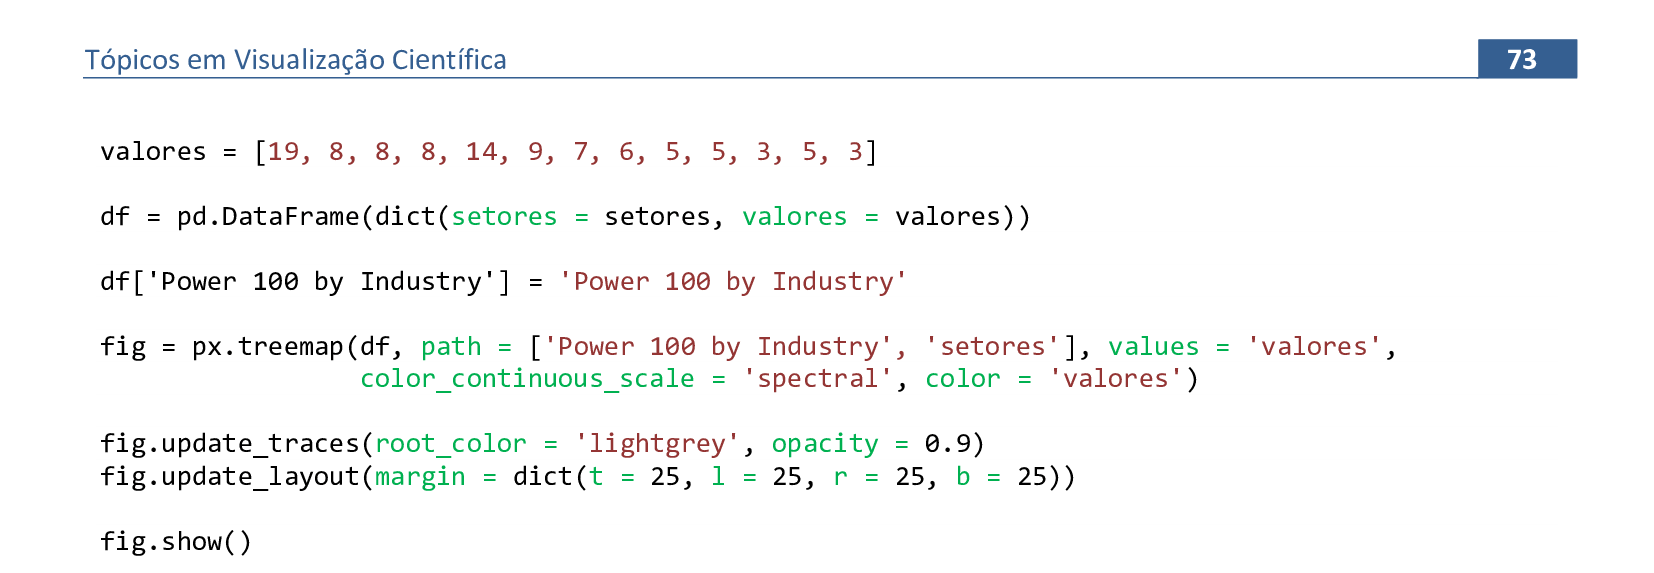 Tópicos em Visualização Científica 73
valores = [19, 8, 8, 8, 14, 9, 7, 6, 5, 5, 3, 5, 3]
df = pd.DataFrame(dict(setores = setores, valores = valores))
df['Power 100 by Industry'] = 'Power 100 by Industry'
fig = px.treemap(df, path = ['Power 100 by Industry', 'setores'], values = 'valores',
color_continuous_scale = 'spectral', color = 'valores')
fig.update_traces(root_color = 'lightgrey', opacity = 0.9)
fig.update_layout(margin = dict(t = 25, l = 25, r = 25, b = 25))
fig.show()